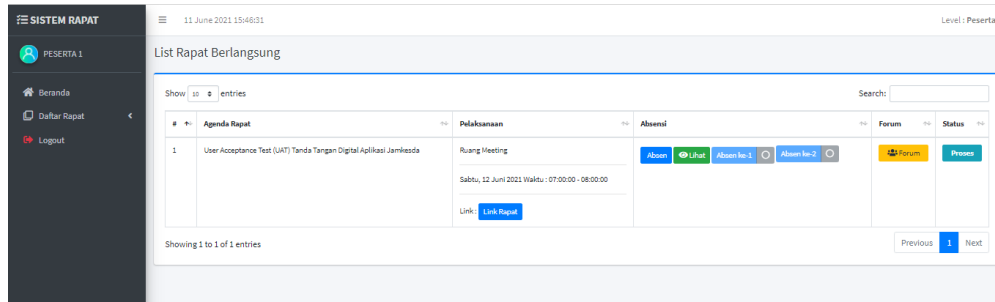 SISTEM RAPAT
11 June 2021 15:46:31
Level : Peserta
PESERTA 1
Beranda
Daftar Rapat
Logout
List Rapat Berlangsung
Show 10 entries
Search:
# Agenda Rapat Pelaksanaan Absensi Forum Status
1 User Acceptance Test (UAT) Tanda Tangan Digital Aplikasi Jamkesda Ruang Meeting Absen Lihat Absen ke-1 Absen ke-2 Forum Proses
Sabtu, 12 Juni 2021 Waktu : 07:00:00 - 08:00:00
Link : Link Rapat
Showing 1 to 1 of 1 entries
Previous 1 Next